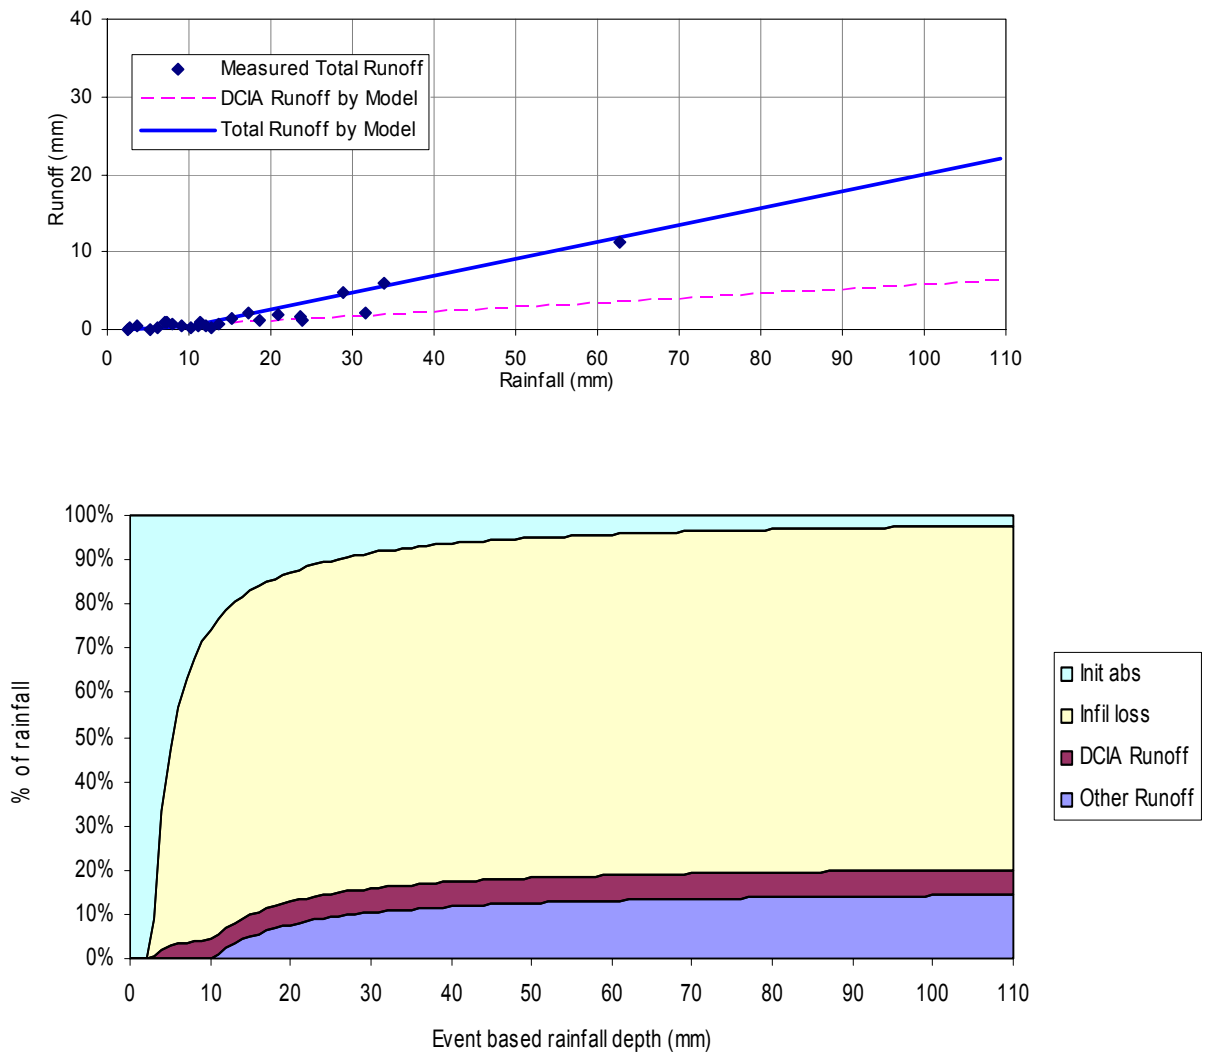 40
30
20
10
0
Runoff (mm)
Measured Total Runoff
DCIA Runoff by Model
Total Runoff by Model
0 10 20 30 40 50 60 70 80 90 100 110
Rainfall (mm)
100%
90%
80%
70%
60%
50%
40%
30%
20%
10%
0%
% of rainfall
Init abs
Infil loss
DCIA Runoff
Other Runoff
0 10 20 30 40 50 60 70 80 90 100 110
Event based rainfall depth (mm)